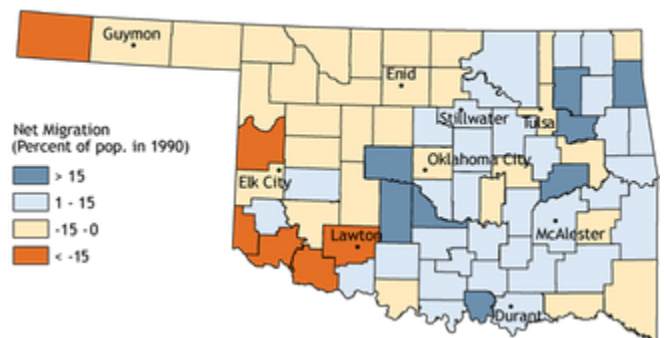 Guymon
Enid
Net Migration
(Percent of pop. in 1990)
> 15
1 - 15
-15 -0
< -15
Stillwater
Tulsa
Oklahoma City
Elk City
Lawton
McAlester
Durant